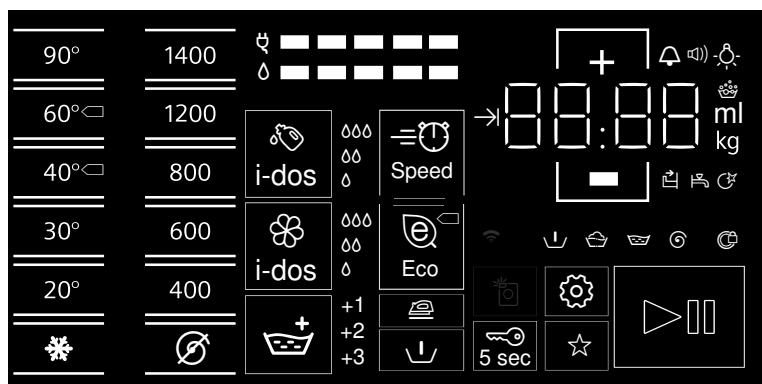 90° 1400
+
60° 1200
88:88 ml
kg
i-dos Speed
40° 800
-
30° 600
i-dos e Eco
20° 400
+1
+2
+3
5 sec